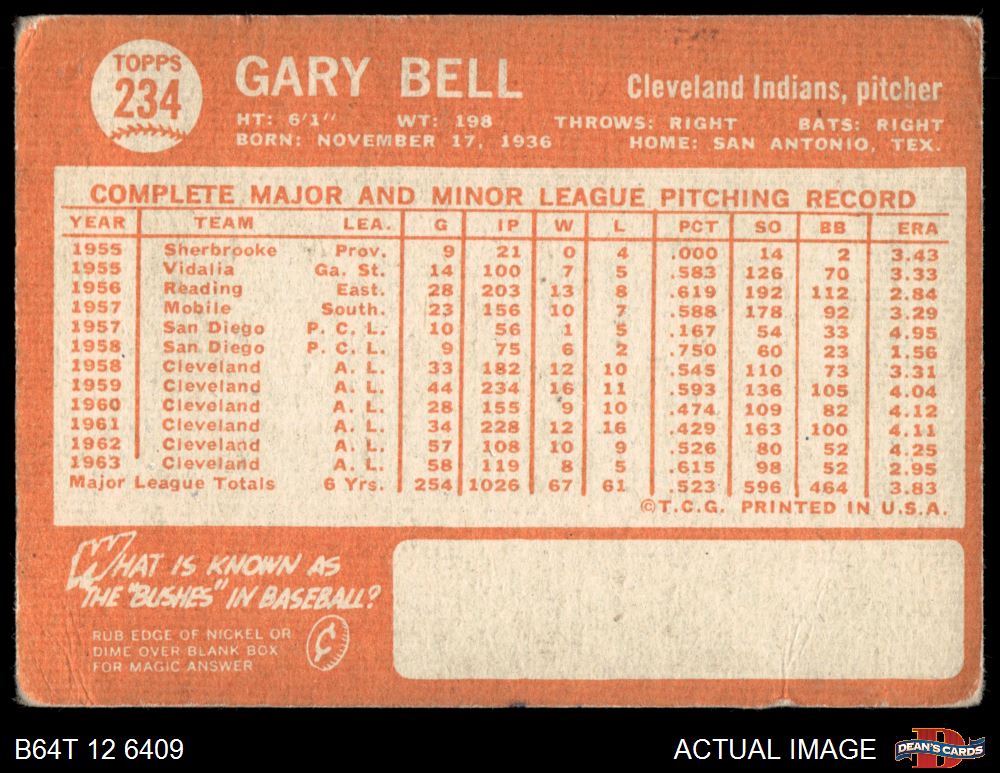 TOPPS
234
GARY BELL
Cleveland Indians, pitcher
HT: 6'1" WT: 198 THROWS: RIGHT BATS: RIGHT
BORN: NOVEMBER 17, 1936 HOME: SAN ANTONIO, TEX.
COMPLETE MAJOR AND MINOR LEAGUE PITCHING RECORD
YEAR TEAM LEA. G IP W L PCT SO BB ERA
1955 Sherbrooke Prov. 9 21 0 4 .000 14 2 3.43
1955 Vidalia Ga. St. 14 100 7 5 .583 126 70 3.33
1956 Reading East. 28 203 13 8 .619 192 112 2.84
1957 Mobile South. 23 156 10 7 .588 178 92 3.29
1957 San Diego P. C. L. 10 56 1 5 .167 54 33 4.95
1958 San Diego P. C. L. 9 75 6 2 .750 60 23 1.56
1958 Cleveland A. L. 33 182 12 10 .545 110 73 3.31
1959 Cleveland A. L. 44 234 16 11 .593 136 105 4.04
1960 Cleveland A. L. 28 155 9 10 .474 109 82 4.12
1961 Cleveland A. L. 34 228 12 16 .429 163 100 4.11
1962 Cleveland A. L. 57 108 10 9 .526 80 52 4.25
1963 Cleveland A. L. 58 119 8 5 .615 98 52 2.95
Major League Totals 6 Yrs. 254 1026 67 61 .523 596 464 3.83
©T.C.G. PRINTED IN U.S.A.
WHAT IS KNOWN AS
THE "BUSHES" IN BASEBALL?
RUB EDGE OF NICKEL OR
DIME OVER BLANK BOX
FOR MAGIC ANSWER
¢
B64T 12 6409
ACTUAL IMAGE
D
DEAN'S CARDS